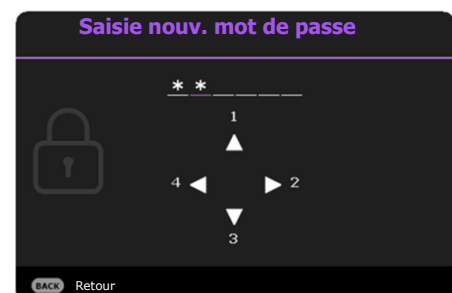 Saisie nouv. mot de passe
* * _ _ _ _
1
4 2
3
BACK Retour